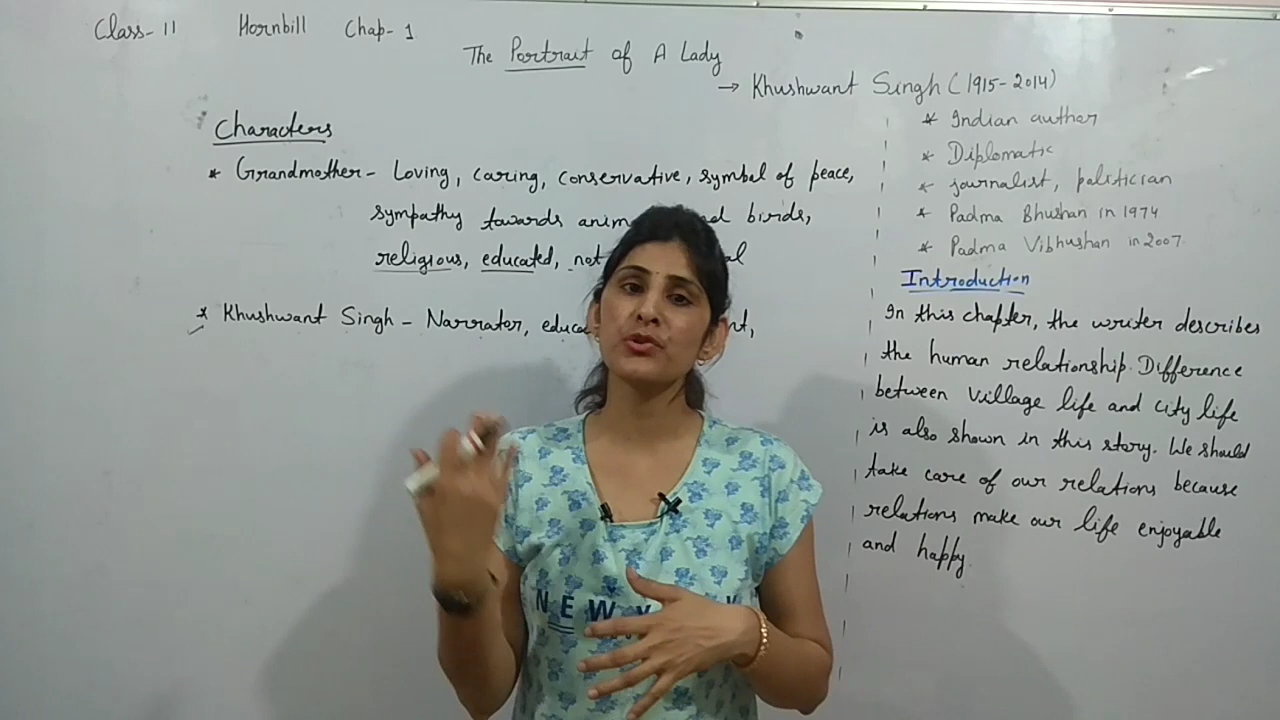 Class-11 Hornbill Chap-1
The Portrait of A Lady
→ Khushwant Singh (1915-2014)
* Indian author
* Diplomatic
* journalist, politician
* Padma Bhushan in 1974
* Padma Vibhushan in 2007
Characters
* Grandmother - Loving, caring, conservative, symbol of peace,
sympathy towards birds,
religious, educated, not
* Khushwant Singh - Narrator,
Introduction
In this chapter, the writer describes
the human relationship. Difference
between village life and city life
is also shown in this story. We should
take care of our relations because
relations make our life enjoyable
and happy.
NEW